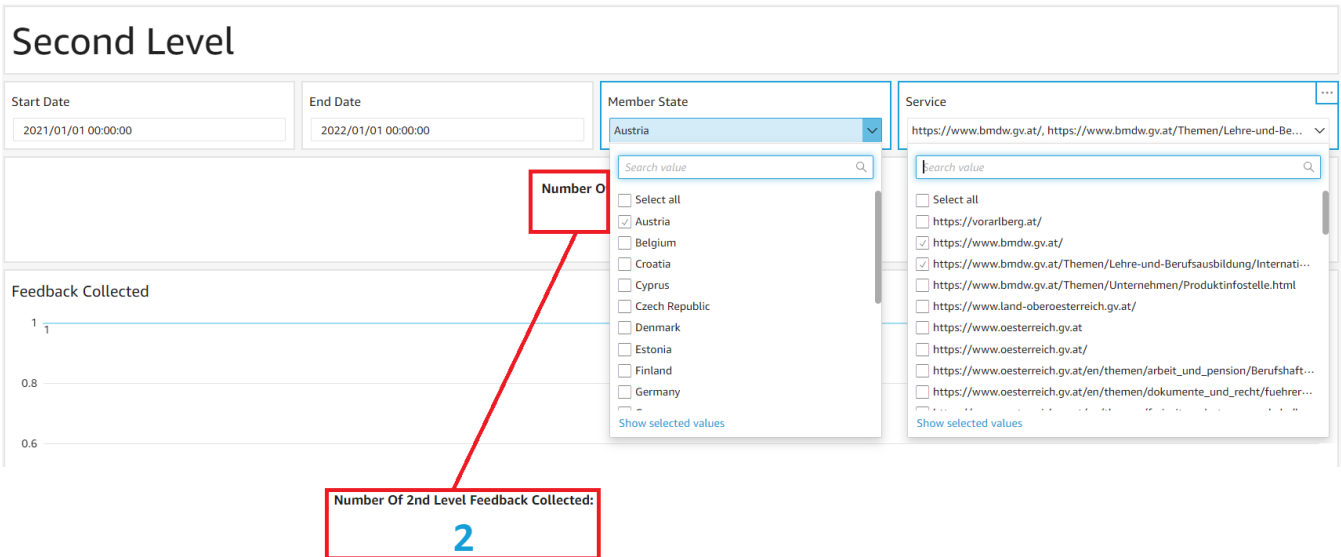 Second Level
Start Date
2021/01/01 00:00:00
End Date
2022/01/01 00:00:00
Member State
Austria
Search value
Select all
Austria
Belgium
Croatia
Cyprus
Czech Republic
Denmark
Estonia
Finland
Germany
Show selected values
Service
https://www.bmdw.gv.at/, https://www.bmdw.gv.at/Themen/Lehre-und-Be...
Search value
Select all
https://vorarlberg.at/
https://www.bmdw.gv.at/
https://www.bmdw.gv.at/Themen/Lehre-und-Berufsausbildung/Internati...
https://www.bmdw.gv.at/Themen/Unternehmen/Produktinfostelle.html
https://www.land-oberoesterreich.gv.at/
https://www.oesterreich.gv.at
https://www.oesterreich.gv.at/
https://www.oesterreich.gv.at/en/themen/arbeit_und_pension/Berufshaft...
https://www.oesterreich.gv.at/en/themen/dokumente_und_recht/fuehrer...
Show selected values
Number O
Feedback Collected
1
1
0.8
0.6
Number Of 2nd Level Feedback Collected:
2